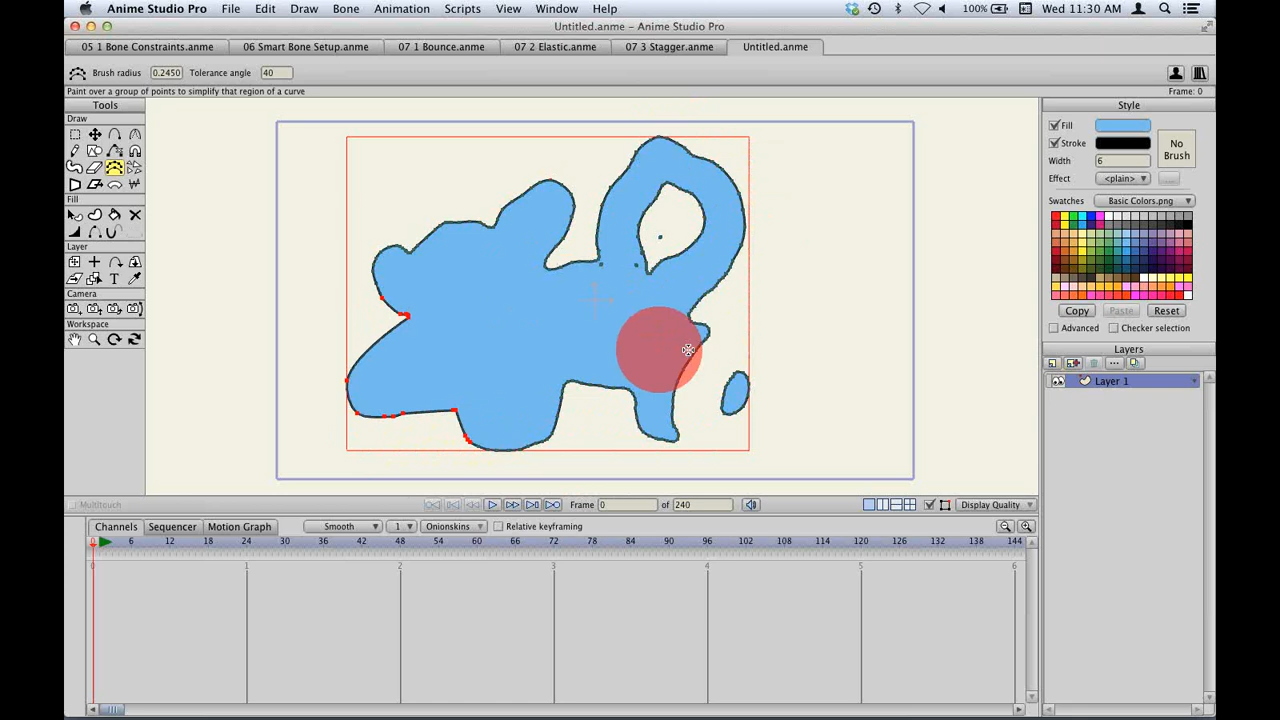 Anime Studio Pro File Edit Draw Bone Animation Scripts View Window Help 100% Wed 11:30 AM
Untitled.anme – Anime Studio Pro
05 1 Bone Constraints.anme 06 Smart Bone Setup.anme 07 1 Bounce.anme 07 2 Elastic.anme 07 3 Stagger.anme Untitled.anme
Brush radius 0.2450 Tolerance angle 40
Paint over a group of points to simplify that region of a curve Frame: 0
Tools
Draw
Fill
Layer
Camera
Workspace
Style
Fill
Stroke
Width 6
No Brush
Effect <plain>
Swatches Basic Colors.png
Copy Paste Reset
Advanced Checker selection
Layers
Layer 1
Multitouch Frame 0 of 240 Display Quality
Channels Sequencer Motion Graph Smooth 1 Onionskins Relative keyframing
0 6 12 18 24 30 36 42 48 54 60 66 72 78 84 90 96 102 108 114 120 126 132 138 144
0 1 2 3 4 5 6